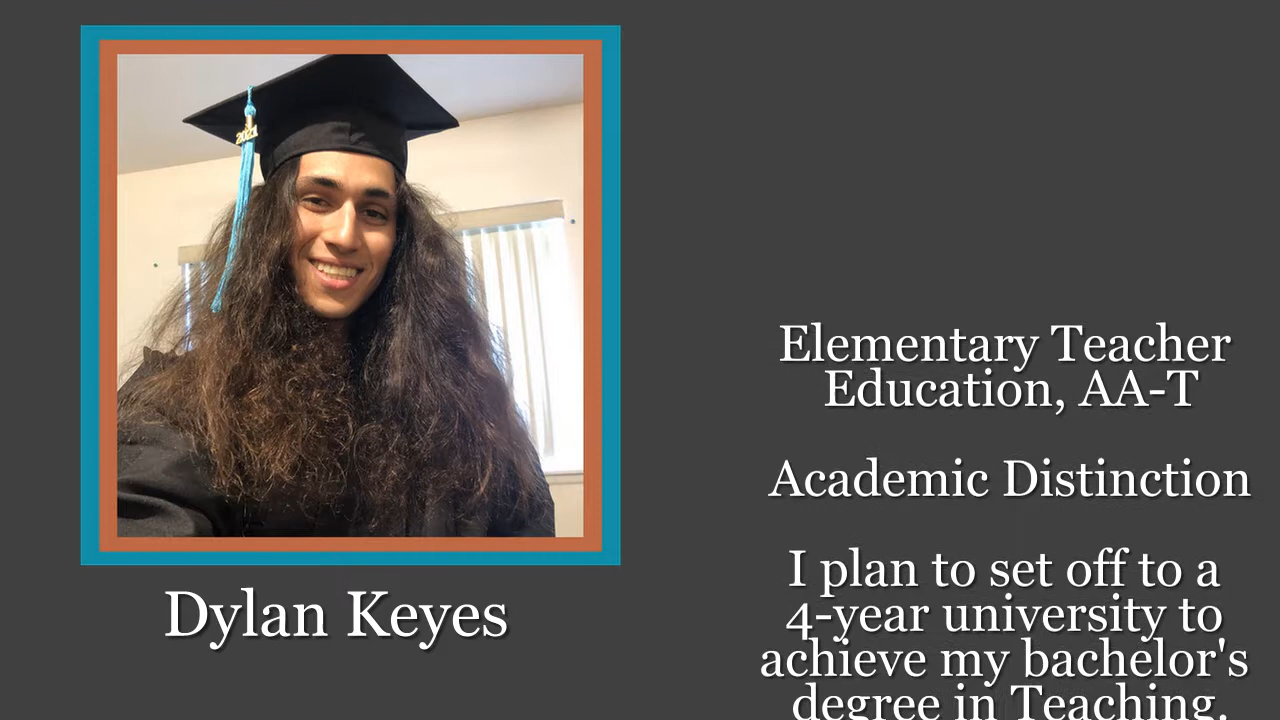 2021
Dylan Keyes
Elementary Teacher
Education, AA-T
Academic Distinction
I plan to set off to a
4-year university to
achieve my bachelor's
degree in Teaching.